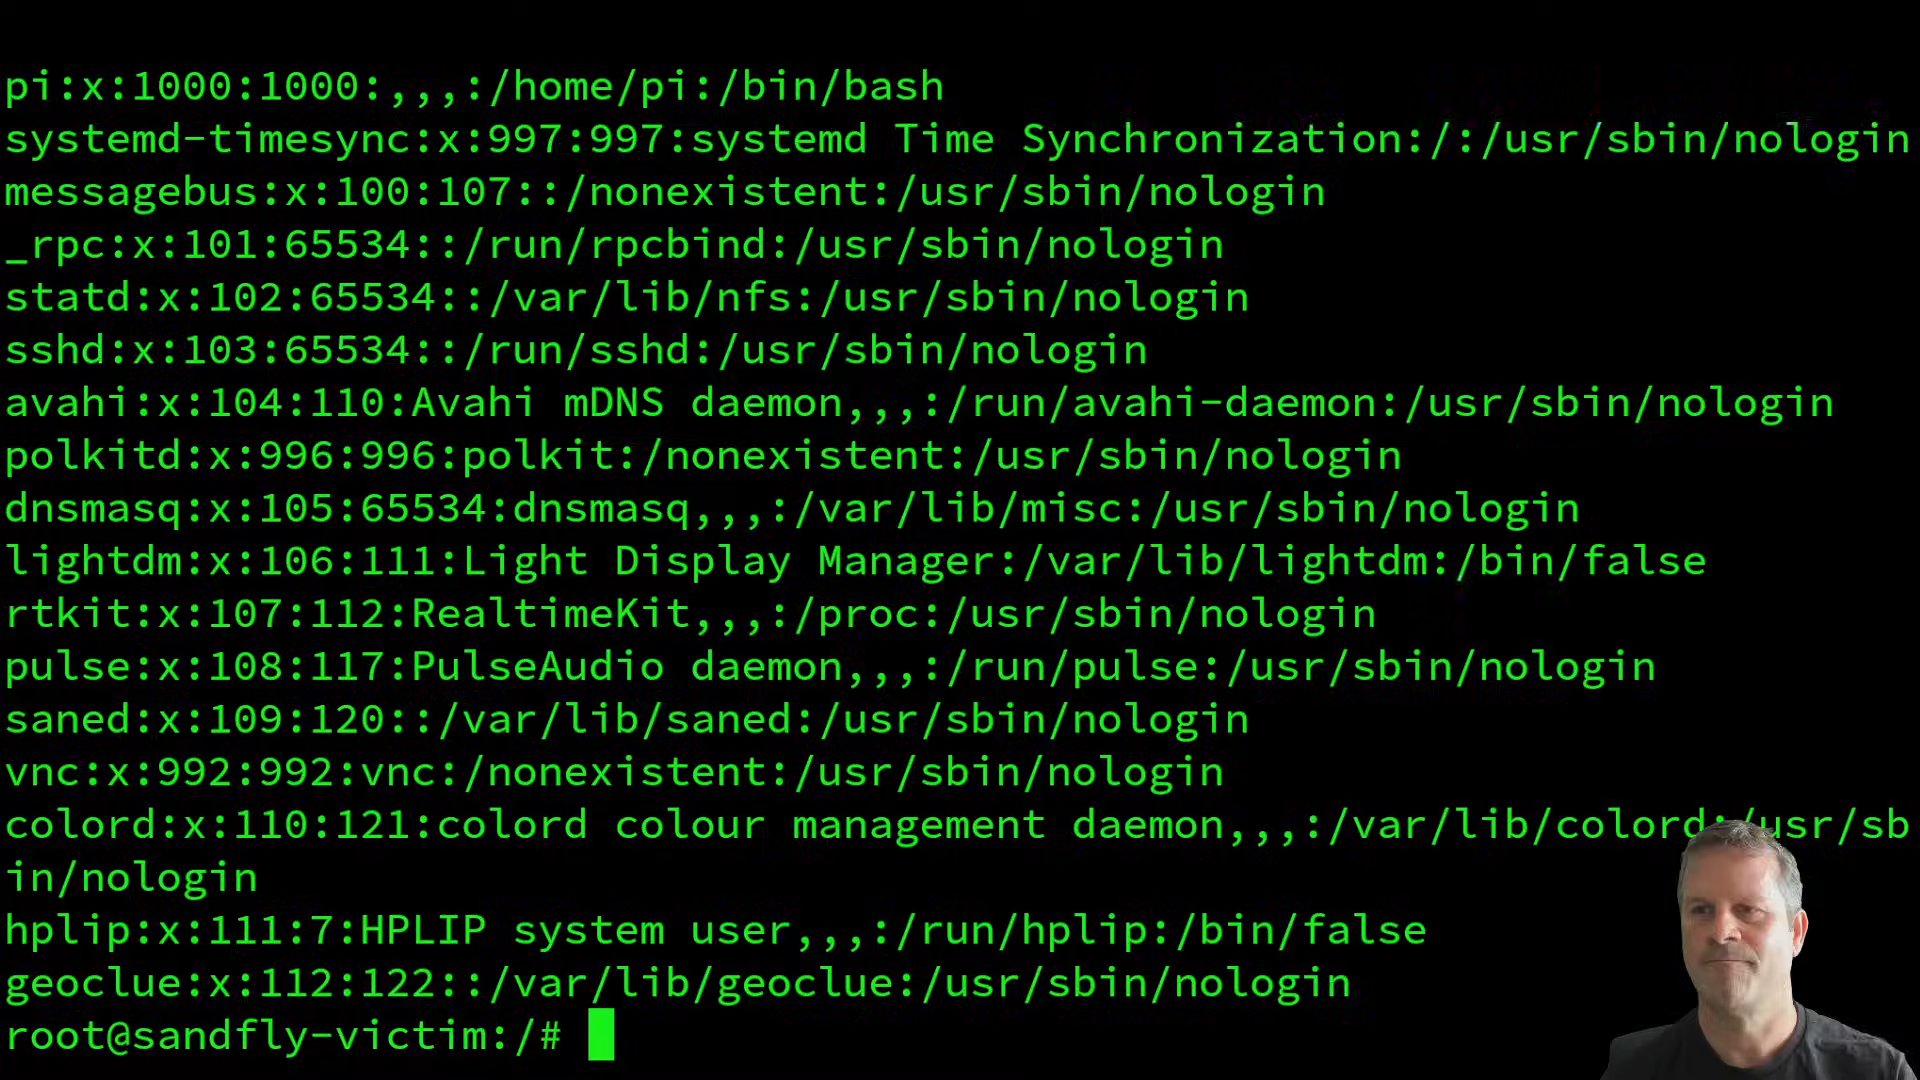 pi:x:1000:1000:,,,:/home/pi:/bin/bash
systemd-timesync:x:997:997:systemd Time Synchronization:/:/usr/sbin/nologin
messagebus:x:100:107::/nonexistent:/usr/sbin/nologin
_rpc:x:101:65534::/run/rpcbind:/usr/sbin/nologin
statd:x:102:65534::/var/lib/nfs:/usr/sbin/nologin
sshd:x:103:65534::/run/sshd:/usr/sbin/nologin
avahi:x:104:110:Avahi mDNS daemon,,,:/run/avahi-daemon:/usr/sbin/nologin
polkitd:x:996:996:polkit:/nonexistent:/usr/sbin/nologin
dnsmasq:x:105:65534:dnsmasq,,,:/var/lib/misc:/usr/sbin/nologin
lightdm:x:106:111:Light Display Manager:/var/lib/lightdm:/bin/false
rtkit:x:107:112:RealtimeKit,,,:/proc:/usr/sbin/nologin
pulse:x:108:117:PulseAudio daemon,,,:/run/pulse:/usr/sbin/nologin
saned:x:109:120::/var/lib/saned:/usr/sbin/nologin
vnc:x:992:992:vnc:/nonexistent:/usr/sbin/nologin
colord:x:110:121:colord colour management daemon,,,:/var/lib/colord:/usr/sb
in/nologin
hplip:x:111:7:HPLIP system user,,,:/run/hplip:/bin/false
geoclue:x:112:122::/var/lib/geoclue:/usr/sbin/nologin
root@sandfly-victim:/#